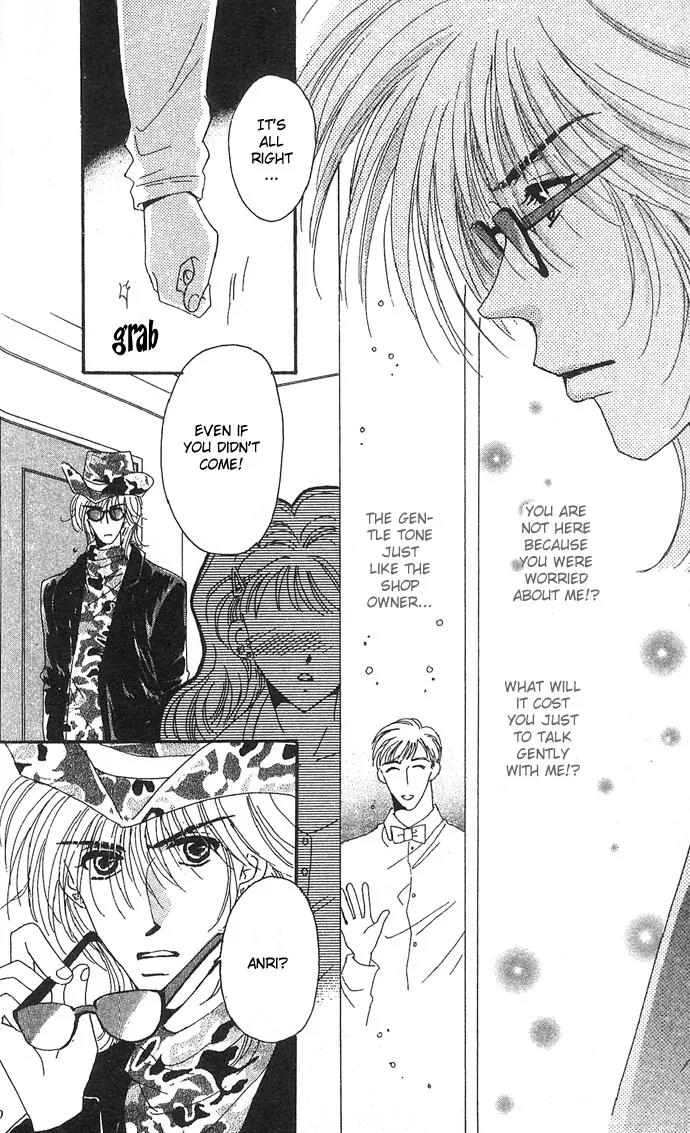 YOU ARE
NOT HERE
BECAUSE
YOU WERE
WORRIED
ABOUT ME!?
WHAT WILL
IT COST
YOU JUST
TO TALK
GENTLY
WITH ME!?
THE GEN-
TLE TONE
JUST
LIKE THE
SHOP
OWNER...
IT'S
ALL
RIGHT
...
grab
EVEN IF
YOU DIDN'T
COME!
ANRI?